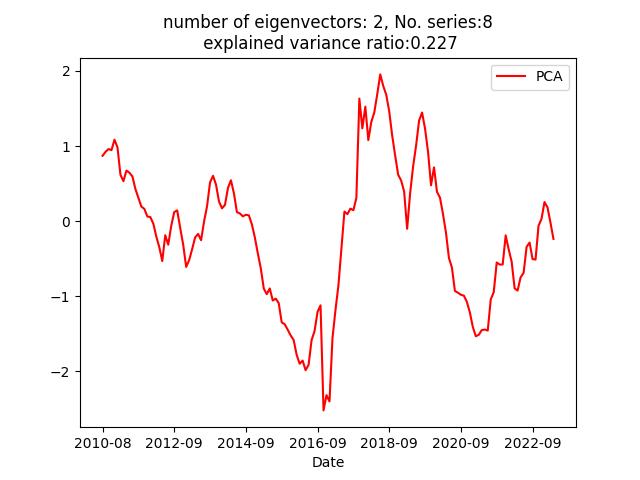 number of eigenvectors: 2, No. series:8
explained variance ratio:0.227
PCA
2
1
0
−1
−2
2010-08 2012-09 2014-09 2016-09 2018-09 2020-09 2022-09
Date